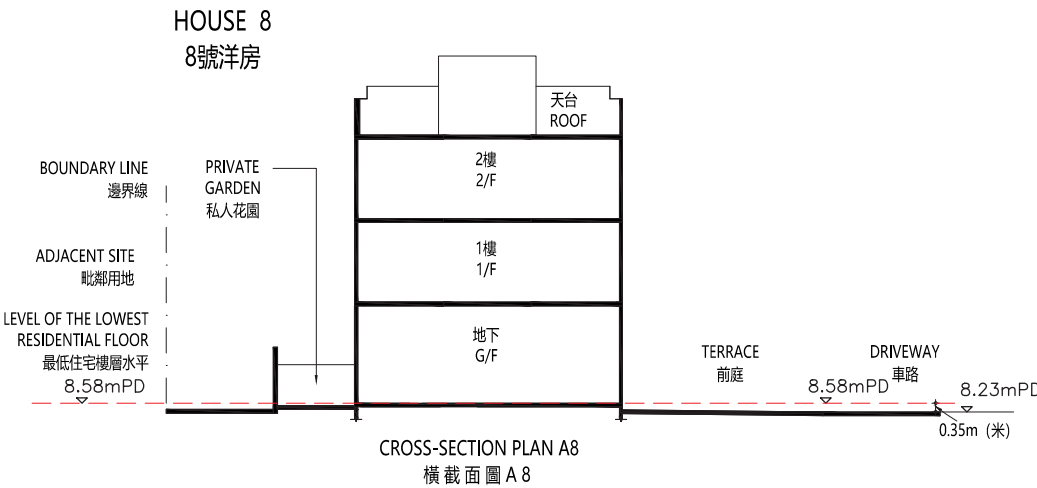 HOUSE 8
8號洋房
天台
ROOF
2樓
2/F
BOUNDARY LINE
邊界線
PRIVATE
GARDEN
私人花園
1樓
1/F
ADJACENT SITE
毗鄰用地
LEVEL OF THE LOWEST
RESIDENTIAL FLOOR
最低住宅樓層水平
8.58mPD
地下
G/F
TERRACE
前庭
8.58mPD
DRIVEWAY
車路
8.23mPD
0.35m (米)
CROSS-SECTION PLAN A8
橫截面圖A8